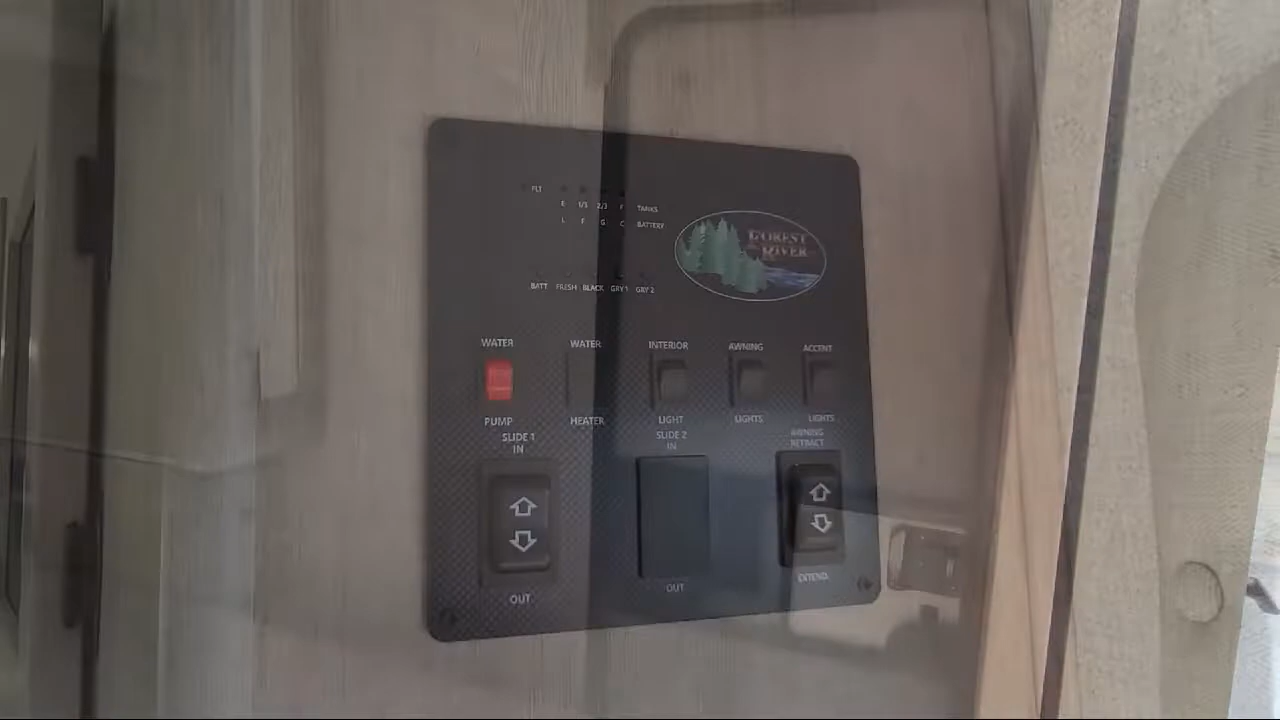 FLT
E 1/3 2/3 F TANKS
L F G C BATTERY
FOREST
RIVER
BATT FRESH BLACK GRY 1 GRY 2
WATER WATER INTERIOR AWNING ACCENT
PUMP HEATER LIGHT LIGHTS LIGHTS
SLIDE 1 SLIDE 2 AWNING
IN IN RETRACT
OUT OUT EXTEND